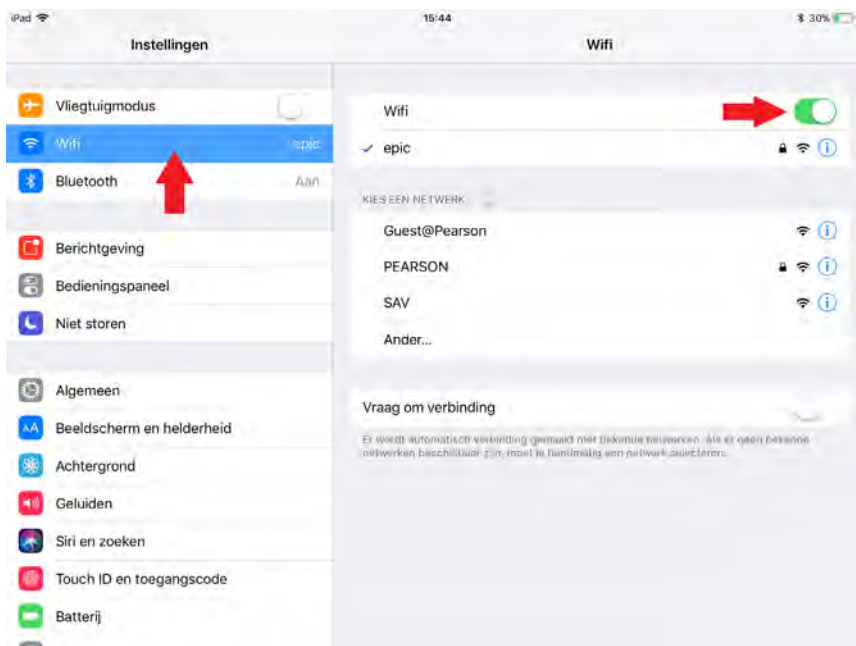 iPad 15:44 30%
Instellingen
Wifi
Vliegtuigmodus
Wifi epic
Bluetooth Aan
Berichtgeving
Bedieningspaneel
Niet storen
Algemeen
Beeldscherm en helderheid
Achtergrond
Geluiden
Siri en zoeken
Touch ID en toegangscode
Batterij
Wifi
epic
KIES EEN NETWERK
Guest@Pearson
PEARSON
SAV
Ander...
Vraag om verbinding
Er wordt automatisch verbinding gemaakt met bekende netwerken. Als er geen bekende
netwerken beschikbaar zijn, moet je handmatig een netwerk selecteren.